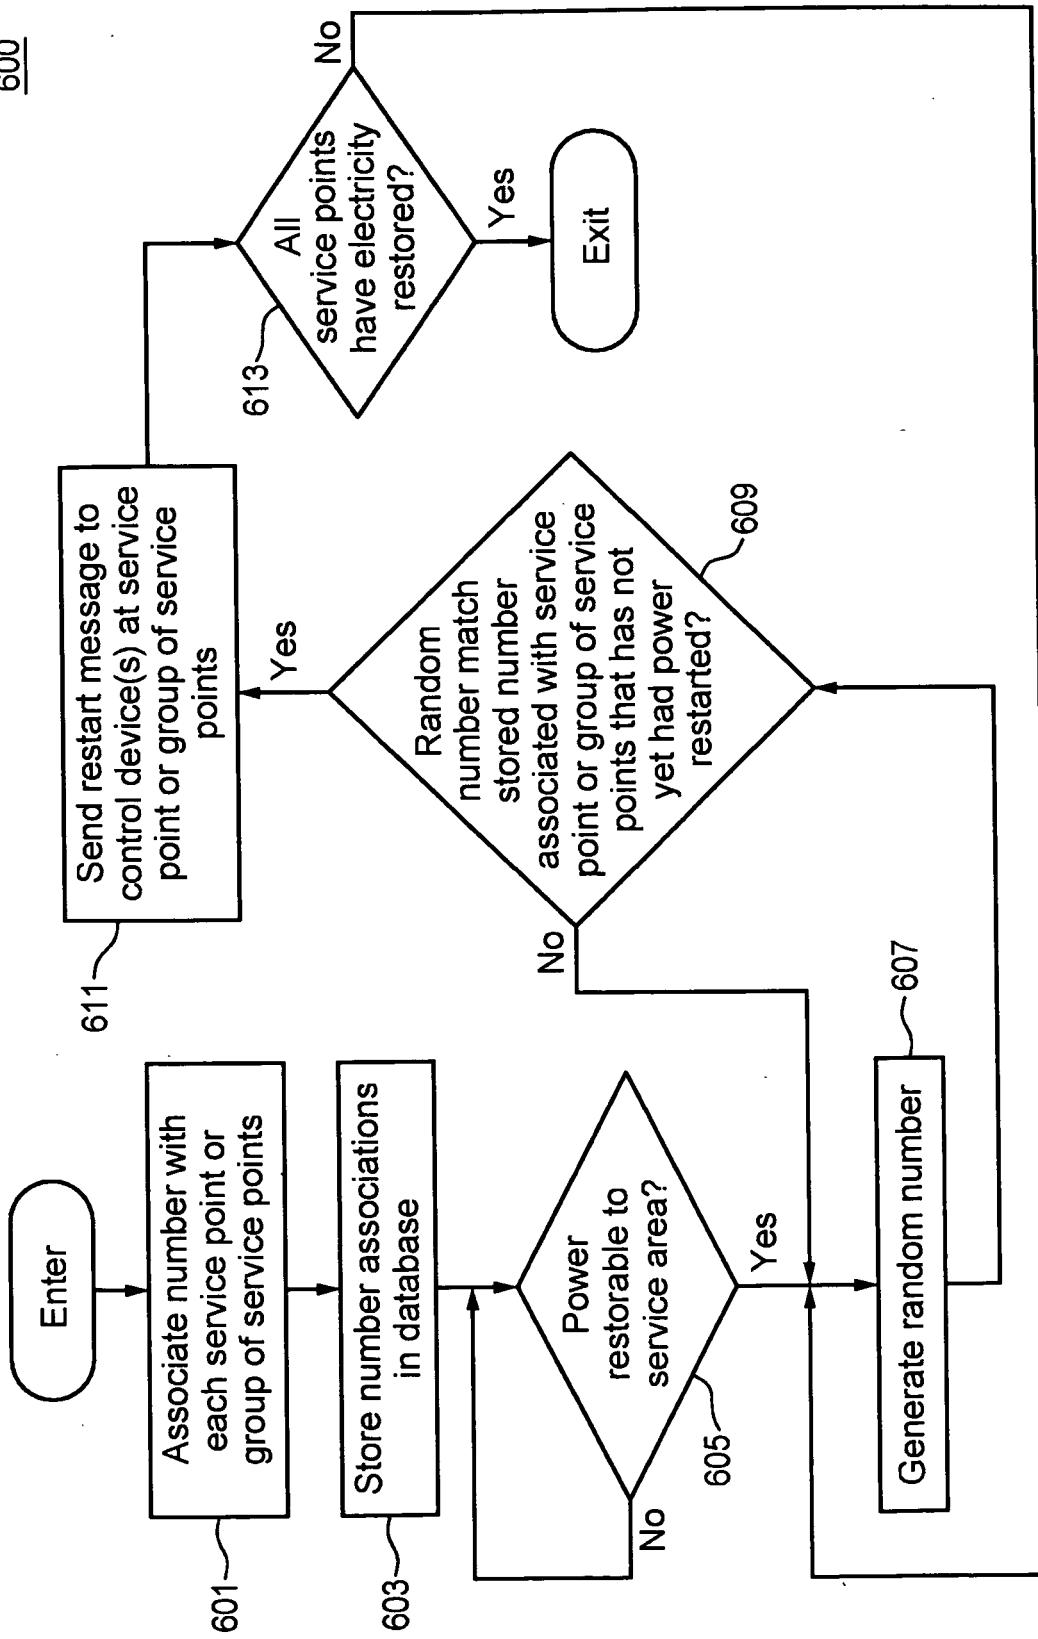 600
Enter
Associate number with
each service point or
group of service points
601
Store number associations
in database
603
Power
restorable to
service area?
605
No
Yes
Generate random number
607
Random
number match
stored number
associated with service
point or group of service
points that has not
yet had power
restarted?
609
No
Yes
Send restart message to
control device(s) at service
point or group of service
points
611
All
service points
have electricity
restored?
613
No
Yes
Exit